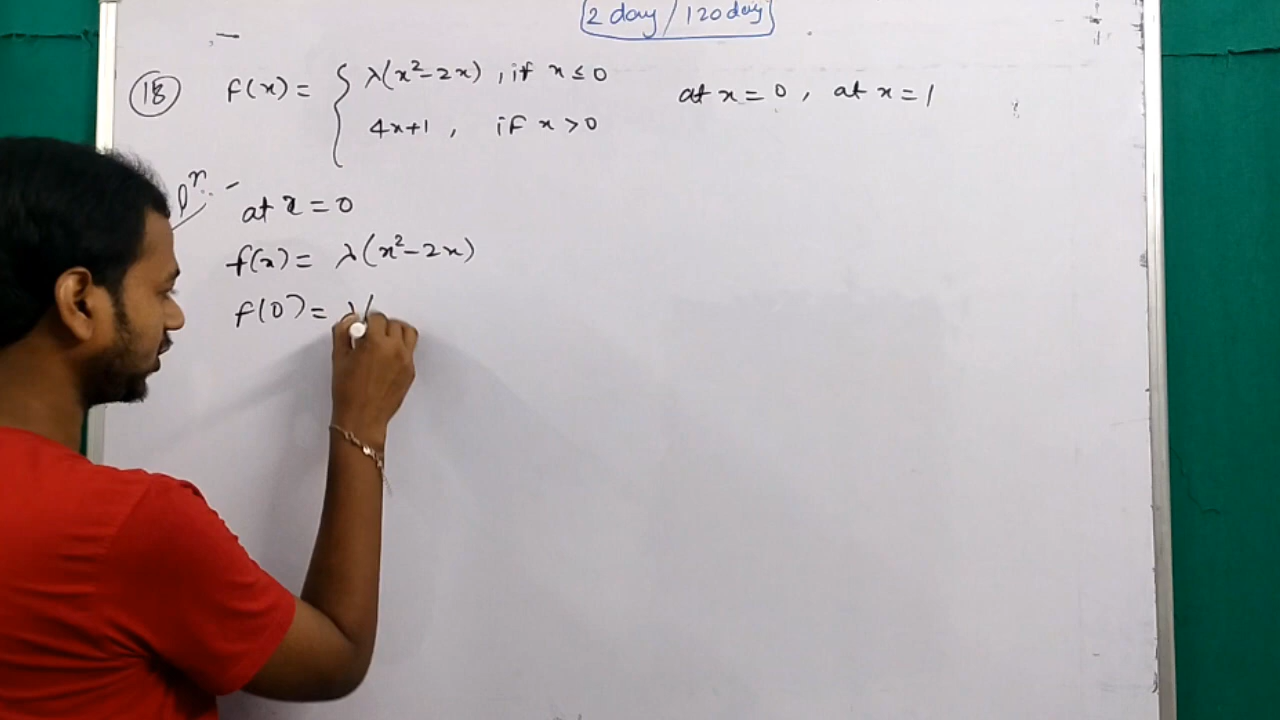 2 day / 120 day
(18) f(x) = { λ(x²-2x) , if x ≤ 0
4x+1 , if x > 0
at x = 0 , at x = 1
at x = 0
f(x) = λ(x²-2x)
f(0) = λ(